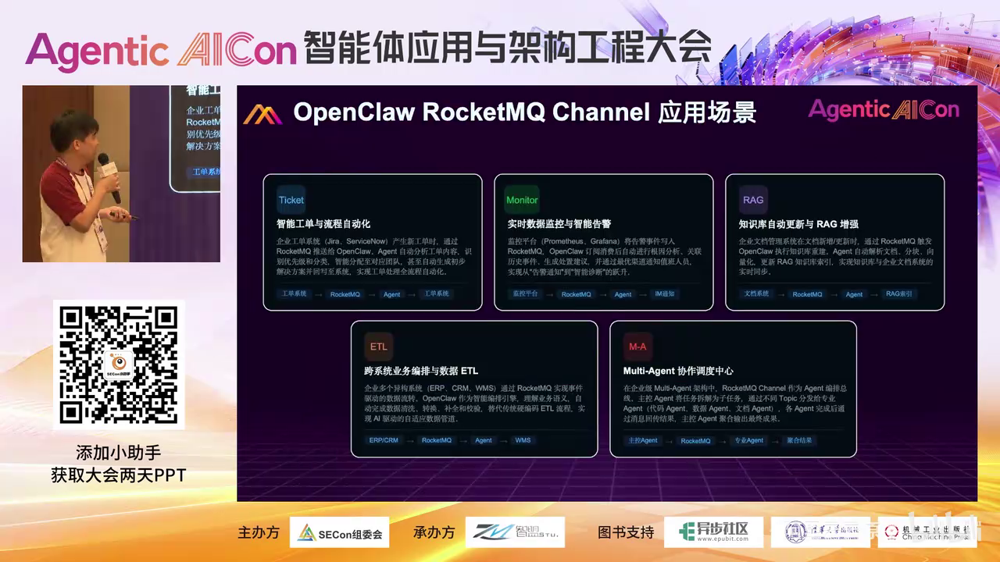 Agentic AICon 智能体应用与架构工程大会
智能工
企业工单
RocketM
别优先级
解决方案
工单系统
OpenClaw RocketMQ Channel 应用场景
Agentic AICon
Ticket
智能工单与流程自动化
企业工单系统（Jira、ServiceNow）产生新工单时，通过
RocketMQ 推送给 OpenClaw。Agent 自动分析工单内容，识
别优先级和分类，智能分配至对应团队，甚至自动生成初步
解决方案并回写至系统，实现工单处理全流程自动化。
工单系统 → RocketMQ → Agent → 工单系统
Monitor
实时数据监控与智能告警
监控平台（Prometheus、Grafana）将告警事件写入
RocketMQ，OpenClaw 订阅消费后自动进行根因分析、关联
历史事件、生成处置建议，并通过最优渠道通知值班人员，
实现从"告警通知"到"智能诊断"的跃升。
监控平台 → RocketMQ → Agent → IM通知
RAG
知识库自动更新与 RAG 增强
企业文档管理系统在文档新增/更新时，通过 RocketMQ 触发
OpenClaw 执行知识库重建。Agent 自动解析文档、分块、向
量化，更新 RAG 知识库索引，实现知识库与企业文档系统的
实时同步。
文档系统 → RocketMQ → Agent → RAG索引
ETL
跨系统业务编排与数据 ETL
企业多个异构系统（ERP、CRM、WMS）通过 RocketMQ 实现事件
驱动的数据流转。OpenClaw 作为智能编排引擎，理解业务语义，自
动完成数据清洗、转换、补全和校验，替代传统硬编码 ETL 流程，实
现 AI 驱动的自适应数据管道。
ERP/CRM → RocketMQ → Agent → WMS
M-A
Multi-Agent 协作调度中心
在企业级 Multi-Agent 架构中，RocketMQ Channel 作为 Agent 编排总
线。主控 Agent 将任务拆解为子任务，通过不同 Topic 分发给专业
Agent（代码 Agent、数据 Agent、文档 Agent），各 Agent 完成后通
过消息回传结果，主控 Agent 聚合输出最终成果。
主控Agent → RocketMQ → 专业Agent → 聚合结果
SECon小助手
添加小助手
获取大会两天PPT
主办方
SECon组委会
承办方
智盟 STU.
图书支持
异步社区
www.epubit.com
清华大学出版社
机械工业出版社
China Machine Press